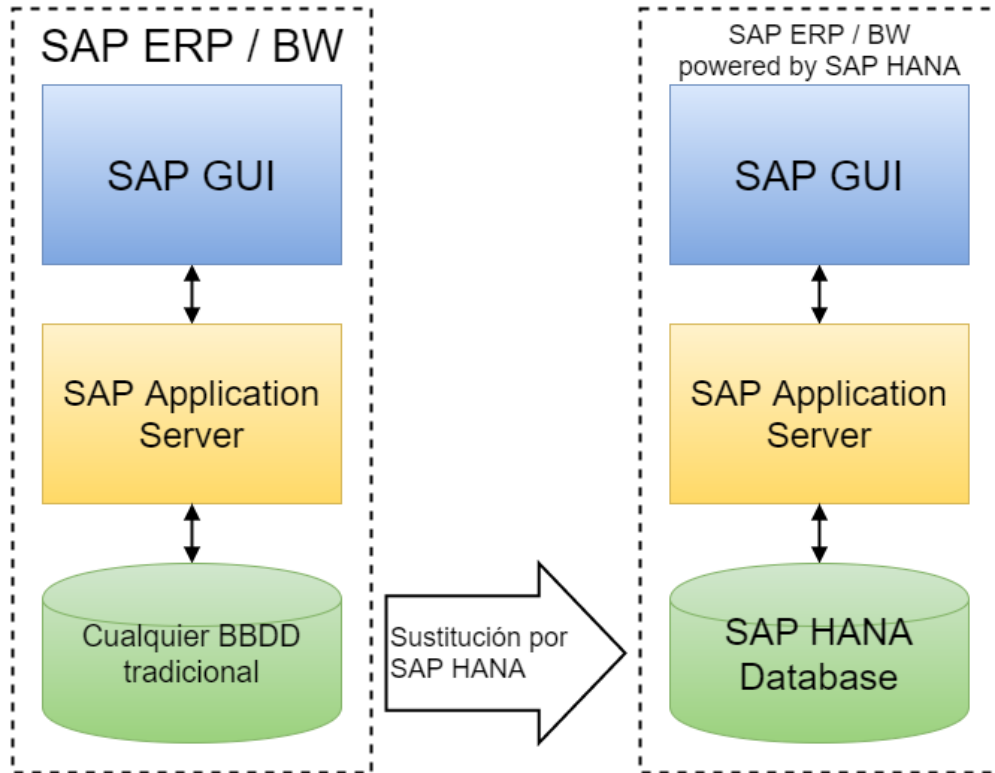 SAP ERP / BW
SAP GUI
SAP Application
Server
Cualquier BBDD
tradicional
Sustitución por
SAP HANA
SAP ERP / BW
powered by SAP HANA
SAP GUI
SAP Application
Server
SAP HANA
Database